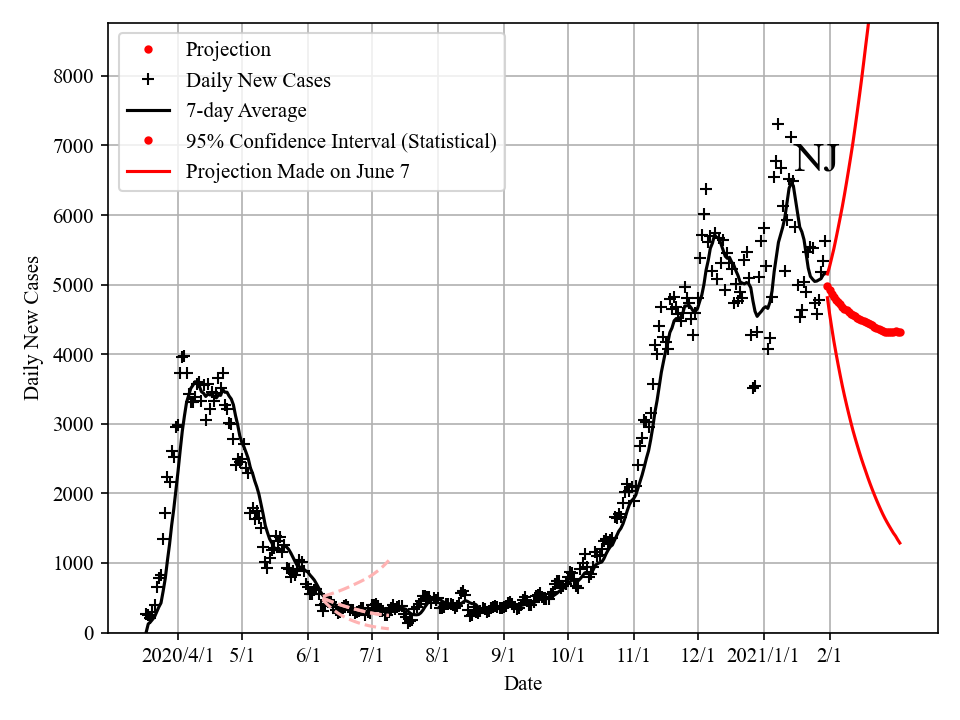 Projection
Daily New Cases
7-day Average
95% Confidence Interval (Statistical)
Projection Made on June 7
NJ
8000
7000
6000
5000
4000
3000
2000
1000
0
Daily New Cases
2020/4/1 5/1 6/1 7/1 8/1 9/1 10/1 11/1 12/1 2021/1/1 2/1
Date